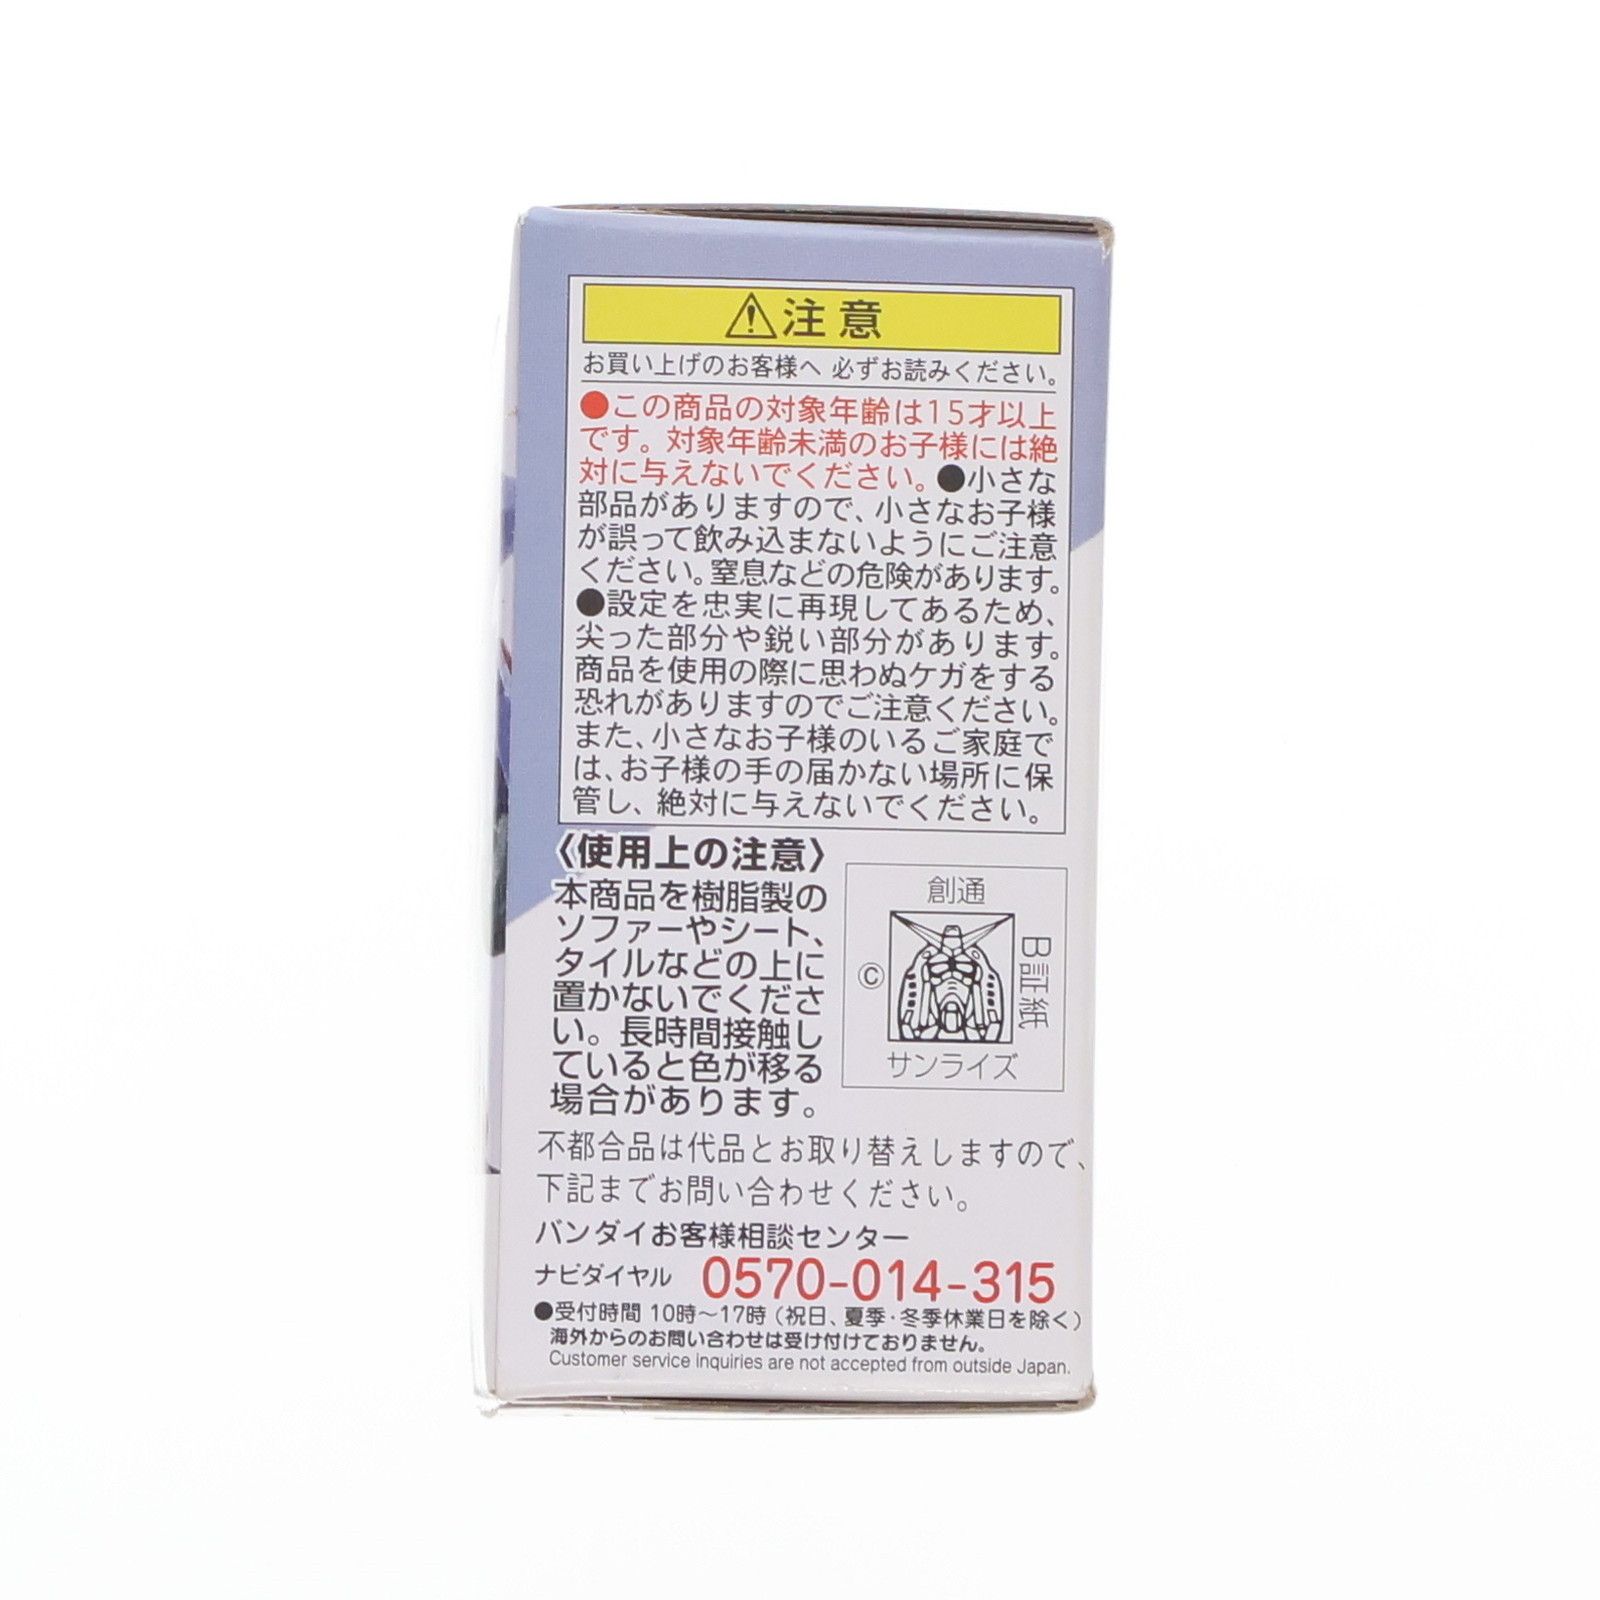 注意
お買い上げのお客様へ 必ずお読みください。
●この商品の対象年齢は15才以上
です。対象年齢未満のお子様には絶
対に与えないでください。●小さな
部品がありますので、小さなお子様
が誤って飲み込まないようにご注意
ください。窒息などの危険があります。
●設定を忠実に再現してあるため、
尖った部分や鋭い部分があります。
商品を使用の際に思わぬケガをする
恐れがありますのでご注意ください。
また、小さなお子様のいるご家庭で
は、お子様の手の届かない場所に保
管し、絶対に与えないでください。
〈使用上の注意〉
本商品を樹脂製の
ソファーやシート、
タイルなどの上に
置かないでくださ
い。長時間接触し
ていると色が移る
場合があります。
創通
©
B証紙
サンライズ
不都合品は代品とお取り替えしますので、
下記までお問い合わせください。
バンダイお客様相談センター
ナビダイヤル 0570-014-315
●受付時間 10時～17時（祝日、夏季・冬季休業日を除く）
海外からのお問い合わせは受け付けておりません。
Customer service inquiries are not accepted from outside Japan.